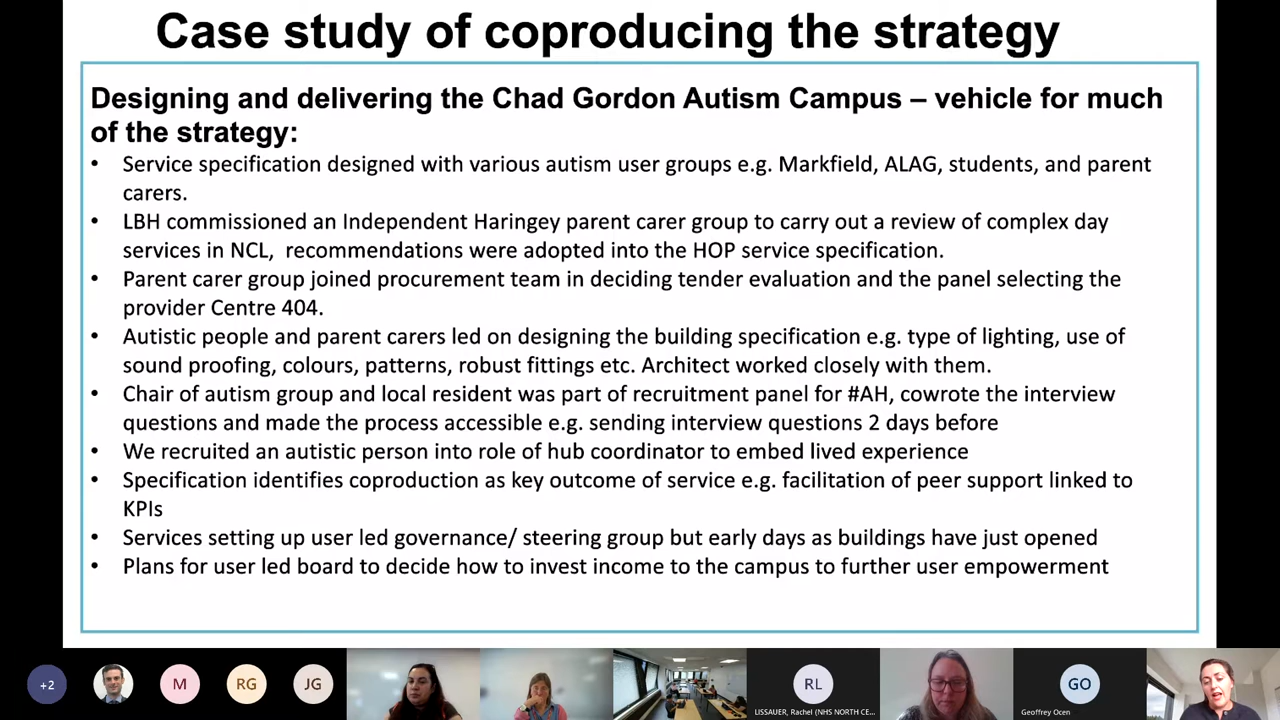 Case study of coproducing the strategy
Designing and delivering the Chad Gordon Autism Campus – vehicle for much
of the strategy:
• Service specification designed with various autism user groups e.g. Markfield, ALAG, students, and parent
carers.
• LBH commissioned an Independent Haringey parent carer group to carry out a review of complex day
services in NCL, recommendations were adopted into the HOP service specification.
• Parent carer group joined procurement team in deciding tender evaluation and the panel selecting the
provider Centre 404.
• Autistic people and parent carers led on designing the building specification e.g. type of lighting, use of
sound proofing, colours, patterns, robust fittings etc. Architect worked closely with them.
• Chair of autism group and local resident was part of recruitment panel for #AH, cowrote the interview
questions and made the process accessible e.g. sending interview questions 2 days before
• We recruited an autistic person into role of hub coordinator to embed lived experience
• Specification identifies coproduction as key outcome of service e.g. facilitation of peer support linked to
KPIs
• Services setting up user led governance/ steering group but early days as buildings have just opened
• Plans for user led board to decide how to invest income to the campus to further user empowerment
+2
M
RG
JG
RL
LISSAUER, Rachel (NHS NORTH CE...
GO
Geoffrey Ocen